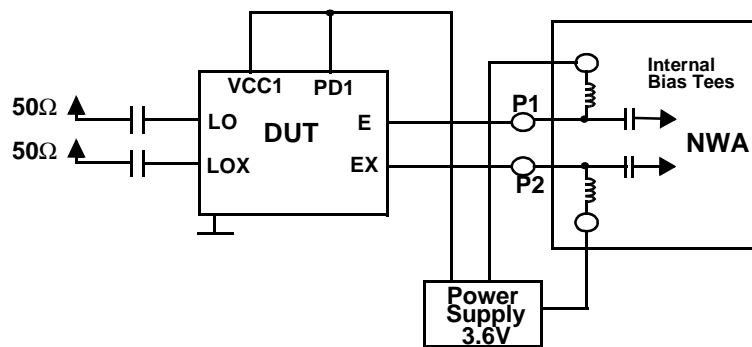 VCC1 PD1
Internal
Bias Tees
50Ω
LO
DUT
E
P1
50Ω
LOX
EX
P2
NWA
Power
Supply
3.6V